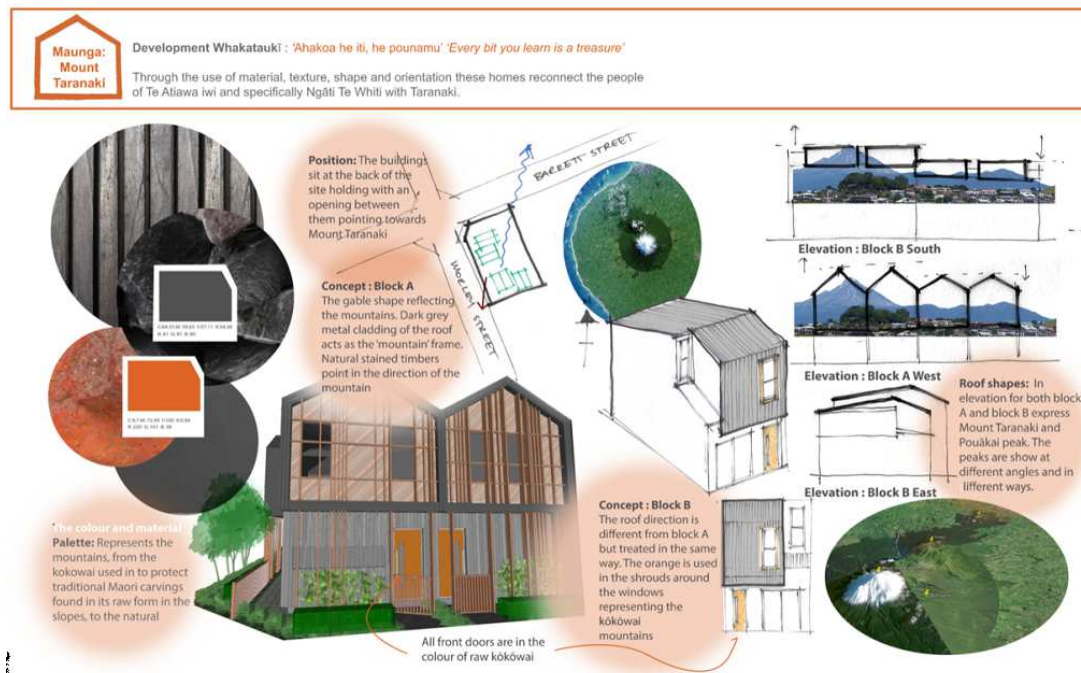 Maunga:
Mount
Taranaki
Development Whakataukī : 'Ahakoa he iti, he pounamu' 'Every bit you learn is a treasure'
Through the use of material, texture, shape and orientation these homes reconnect the people
of Te Atiawa iwi and specifically Ngāti Te Whiti with Taranaki.
Position: The buildings
sit at the back of the
site holding with an
opening between
them pointing towards
Mount Taranaki
BARRETT STREET
MORLEY STREET
Concept : Block A
The gable shape reflecting
the mountains. Dark grey
metal cladding of the roof
acts as the 'mountain' frame.
Natural stained timbers
point in the direction of the
mountain
Elevation : Block B South
Elevation : Block A West
Roof shapes: In
elevation for both block
A and block B express
Mount Taranaki and
Pouākai peak. The
peaks are show at
different angles and in
different ways.
Elevation : Block B East
The colour and material
Palette: Represents the
mountains, from the
kokowai used in to protect
traditional Maori carvings
found in its raw form in the
slopes, to the natural
Concept : Block B
The roof direction is
different from block A
but treated in the same
way. The orange is used
in the shrouds around
the windows
representing the
kōkōwai
mountains
All front doors are in the
colour of raw kōkōwai